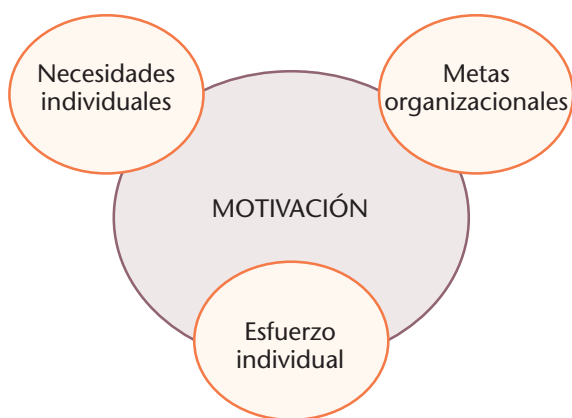 Necesidades
individuales
Metas
organizacionales
MOTIVACIÓN
Esfuerzo
individual